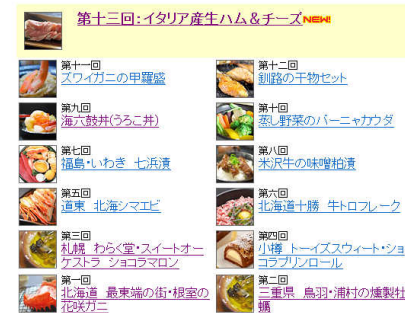 第十三回：イタリア産生ハム＆チーズNEW!
第十一回
ズワイガニの甲羅盛
第十二回
釧路の干物セット
第九回
海六鼓丼(うろこ丼)
第十回
蒸し野菜のバーニャカウダ
第七回
福島・いわき 七浜漬
第八回
米沢牛の味噌粕漬
第五回
道東 北海シマエビ
第六回
北海道十勝 牛トロフレーク
第三回
札幌 わらく堂・スイートオー
ケストラ ショコラマロン
第四回
小樽 トーイズスウィート・ショ
コラプリンロール
第一回
北海道 最東端の街・根室の
花咲ガニ
第二回
三重県 鳥羽・浦村の燻製牡
蠣